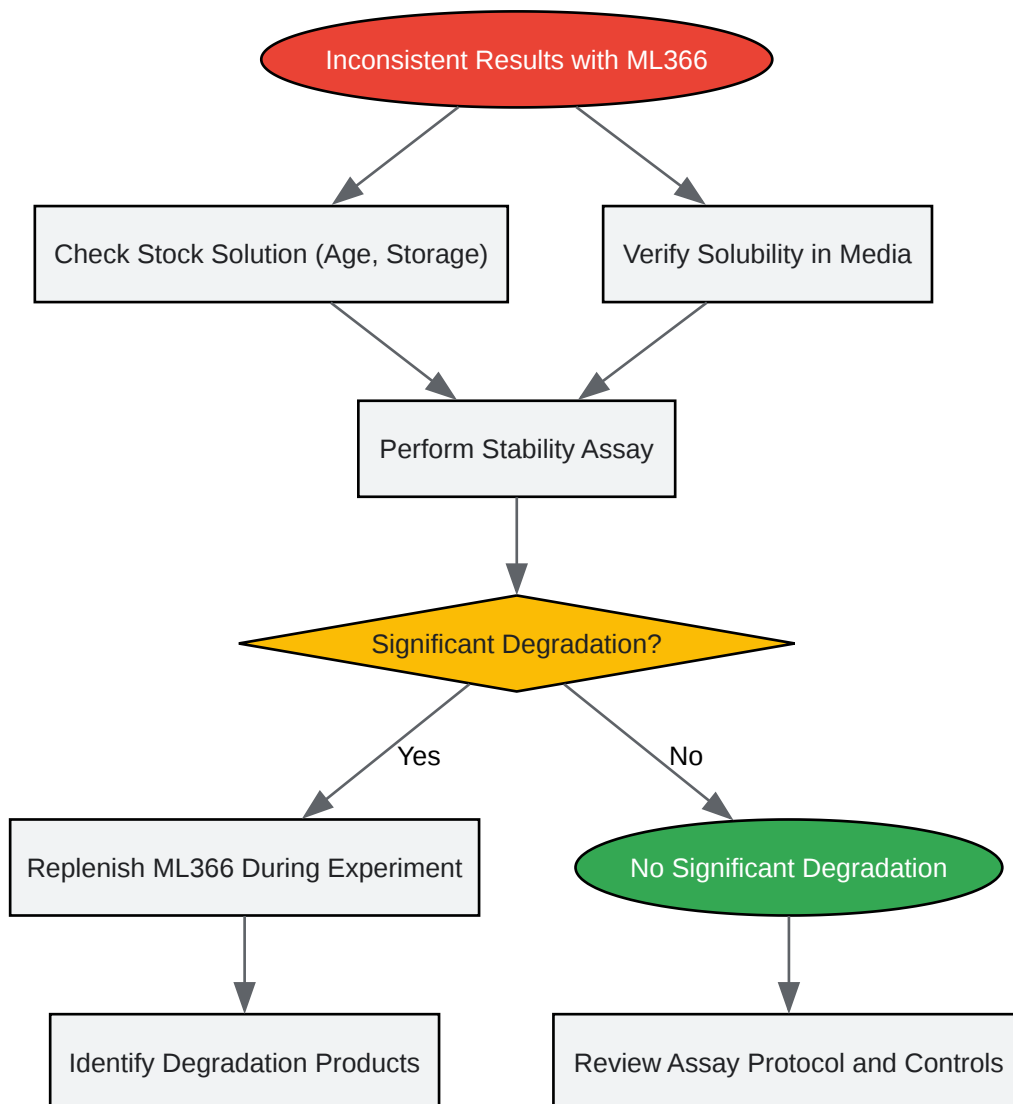 Inconsistent Results with ML366
Check Stock Solution (Age, Storage)
Verify Solubility in Media
Perform Stability Assay
Significant Degradation?
Yes
No
Replenish ML366 During Experiment
No Significant Degradation
Identify Degradation Products
Review Assay Protocol and Controls